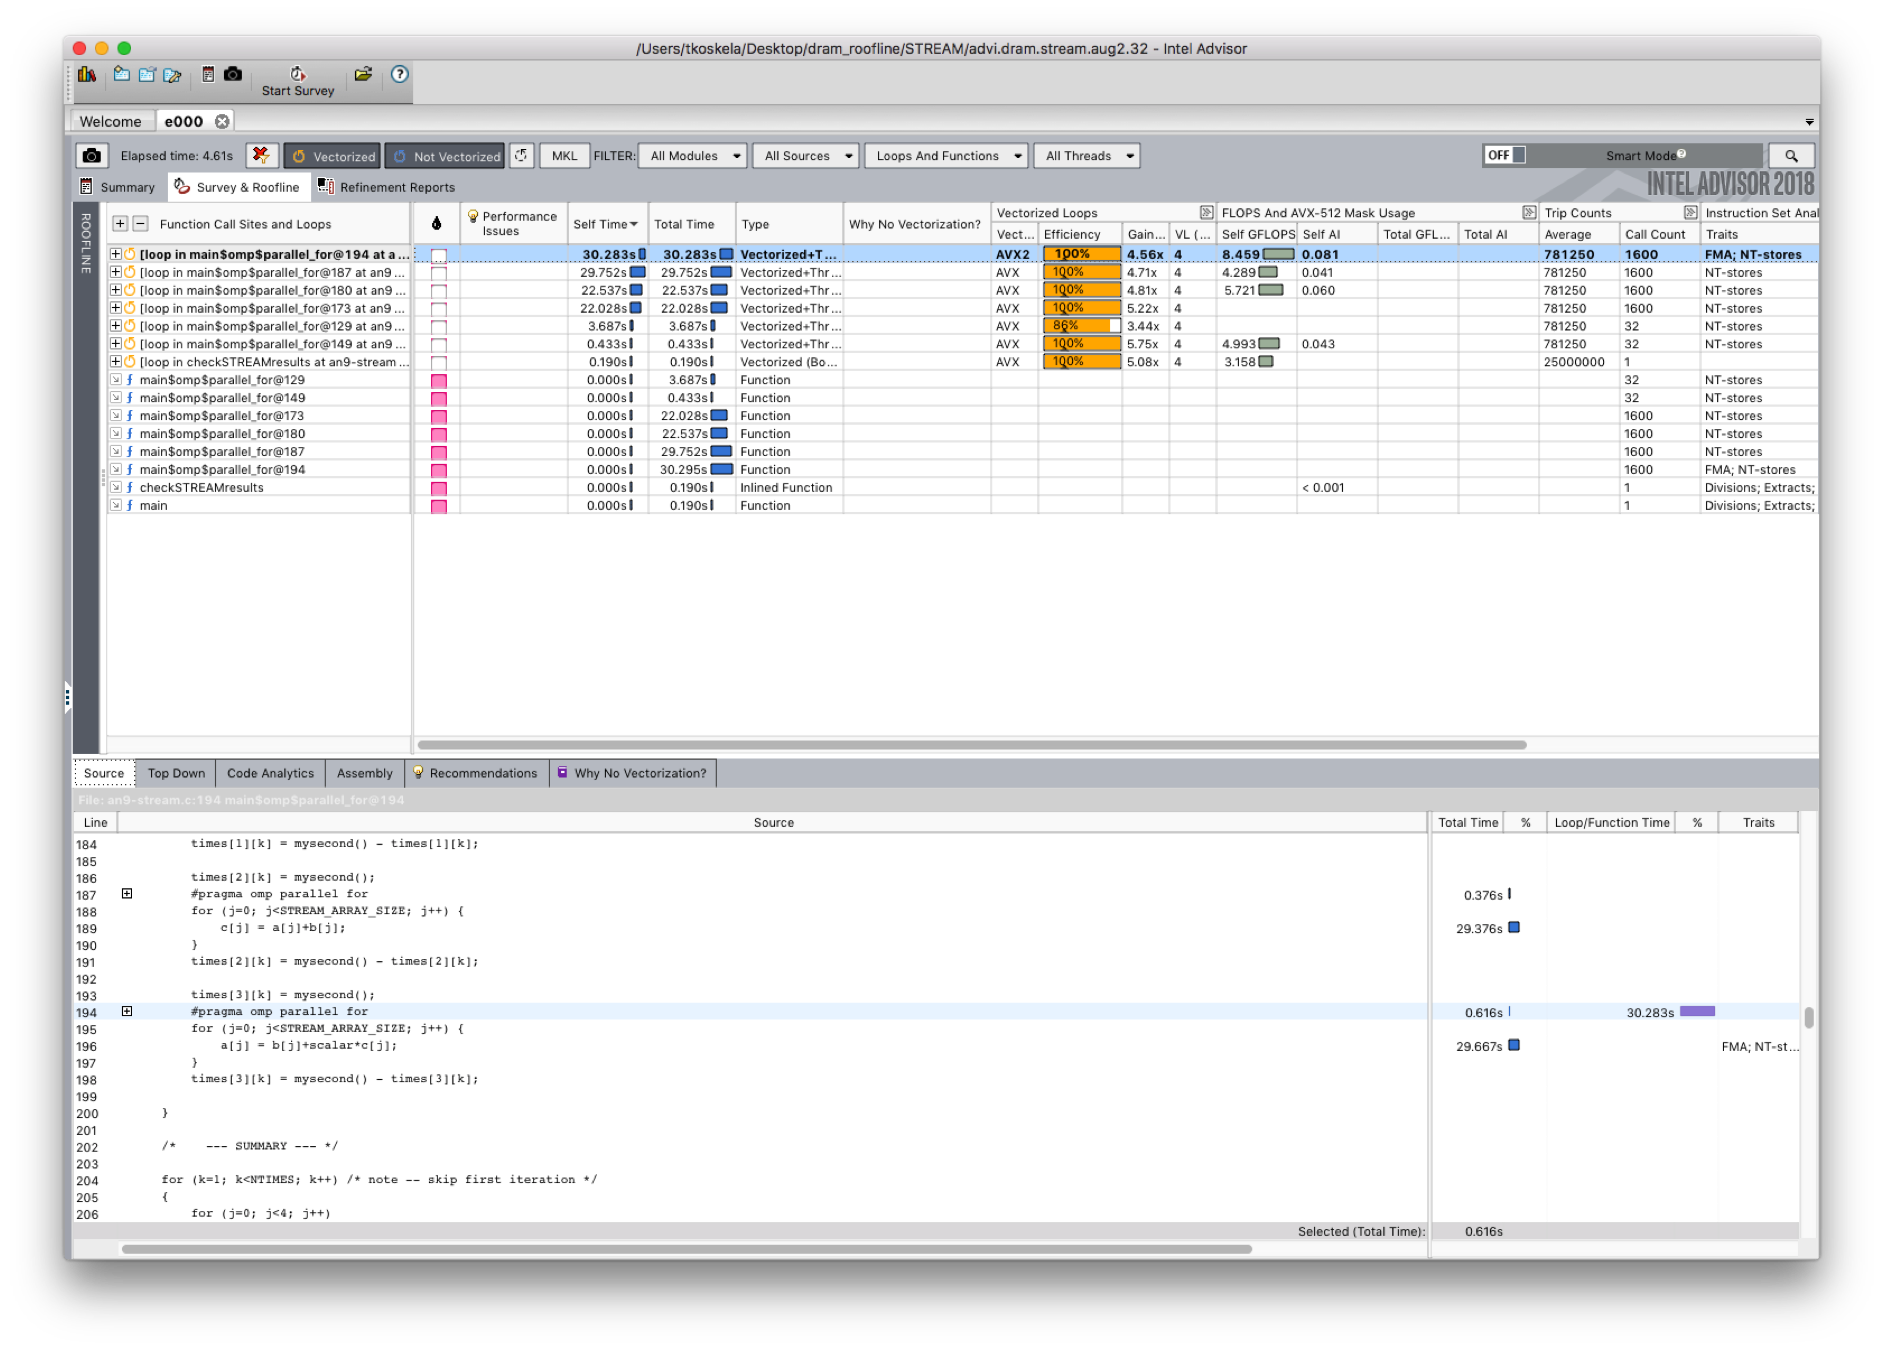 /Users/tkoskela/Desktop/dram_roofline/STREAM/advi.dram.stream.aug2.32 - Intel Advisor
Start Survey
Welcome e000
Elapsed time: 4.61s Vectorized Not Vectorized MKL FILTER: All Modules All Sources Loops And Functions All Threads OFF Smart Mode
Summary Survey & Roofline Refinement Reports INTEL ADVISOR 2018
ROOFLINE
Vectorized Loops FLOPS And AVX-512 Mask Usage Trip Counts Instruction Set Anal
Function Call Sites and Loops Performance Issues Self Time Total Time Type Why No Vectorization? Vect... Efficiency Gain... VL (... Self GFLOPS Self AI Total GFL... Total AI Average Call Count Traits
[loop in main$omp$parallel_for@194 at a ... 30.283s 30.283s Vectorized+T... AVX2 100% 4.56x 4 8.459 0.081 781250 1600 FMA; NT-stores
[loop in main$omp$parallel_for@187 at an9 ... 29.752s 29.752s Vectorized+Thr... AVX 100% 4.71x 4 4.289 0.041 781250 1600 NT-stores
[loop in main$omp$parallel_for@180 at an9 ... 22.537s 22.537s Vectorized+Thr... AVX 100% 4.81x 4 5.721 0.060 781250 1600 NT-stores
[loop in main$omp$parallel_for@173 at an9 ... 22.028s 22.028s Vectorized+Thr... AVX 100% 5.22x 4 781250 1600 NT-stores
[loop in main$omp$parallel_for@129 at an9 ... 3.687s 3.687s Vectorized+Thr... AVX 86% 3.44x 4 781250 32 NT-stores
[loop in main$omp$parallel_for@149 at an9 ... 0.433s 0.433s Vectorized+Thr... AVX 100% 5.75x 4 4.993 0.043 781250 32 NT-stores
[loop in checkSTREAMresults at an9-stream ... 0.190s 0.190s Vectorized (Bo... AVX 100% 5.08x 4 3.158 25000000 1
main$omp$parallel_for@129 0.000s 3.687s Function 32 NT-stores
main$omp$parallel_for@149 0.000s 0.433s Function 32 NT-stores
main$omp$parallel_for@173 0.000s 22.028s Function 1600 NT-stores
main$omp$parallel_for@180 0.000s 22.537s Function 1600 NT-stores
main$omp$parallel_for@187 0.000s 29.752s Function 1600 NT-stores
main$omp$parallel_for@194 0.000s 30.295s Function 1600 FMA; NT-stores
checkSTREAMresults 0.000s 0.190s Inlined Function < 0.001 1 Divisions; Extracts;
main 0.000s 0.190s Function 1 Divisions; Extracts;
Source Top Down Code Analytics Assembly Recommendations Why No Vectorization?
File: an9-stream.c:194 main$omp$parallel_for@194
Line Source Total Time % Loop/Function Time % Traits
184 times[1][k] = mysecond() - times[1][k];
185
186 times[2][k] = mysecond();
187 #pragma omp parallel for 0.376s
188 for (j=0; j<STREAM_ARRAY_SIZE; j++) {
189 c[j] = a[j]+b[j]; 29.376s
190 }
191 times[2][k] = mysecond() - times[2][k];
192
193 times[3][k] = mysecond();
194 #pragma omp parallel for 0.616s 30.283s
195 for (j=0; j<STREAM_ARRAY_SIZE; j++) {
196 a[j] = b[j]+scalar*c[j]; 29.667s FMA; NT-st...
197 }
198 times[3][k] = mysecond() - times[3][k];
199
200 }
201
202 /* --- SUMMARY --- */
203
204 for (k=1; k<NTIMES; k++) /* note -- skip first iteration */
205 {
206 for (j=0; j<4; j++)
Selected (Total Time): 0.616s